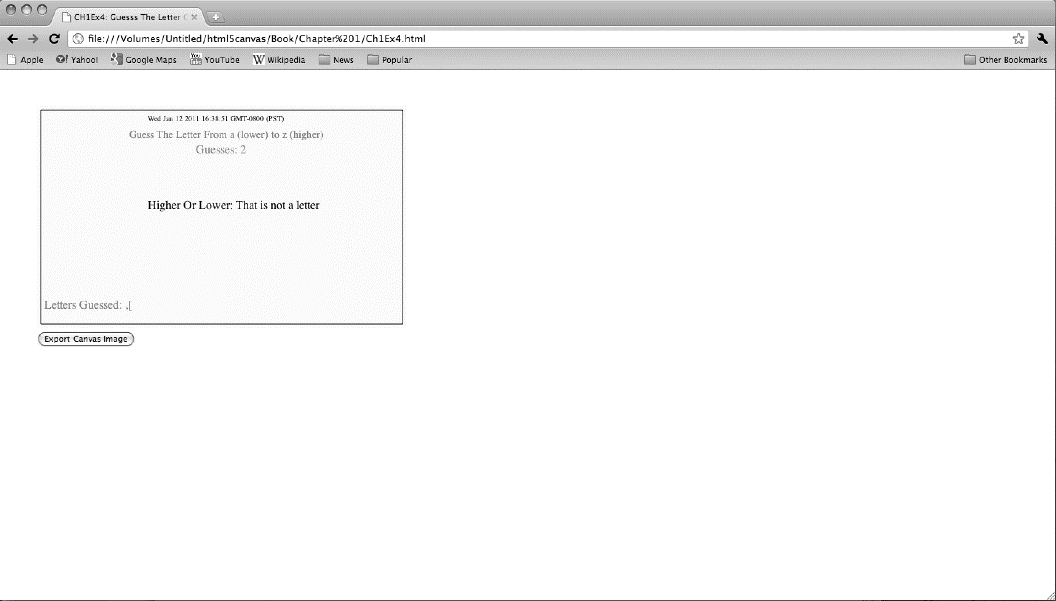 CH1Ex4: Guesss The Letter
file:///Volumes/Untitled/html5canvas/Book/Chapter%201/Ch1Ex4.html
Apple Yahoo! Google Maps YouTube Wikipedia News Popular Other Bookmarks
Wed Jan 12 2011 16:38:51 GMT-0800 (PST)
Guess The Letter From a (lower) to z (higher)
Guesses: 2
Higher Or Lower: That is not a letter
Letters Guessed: ,[
Export Canvas Image